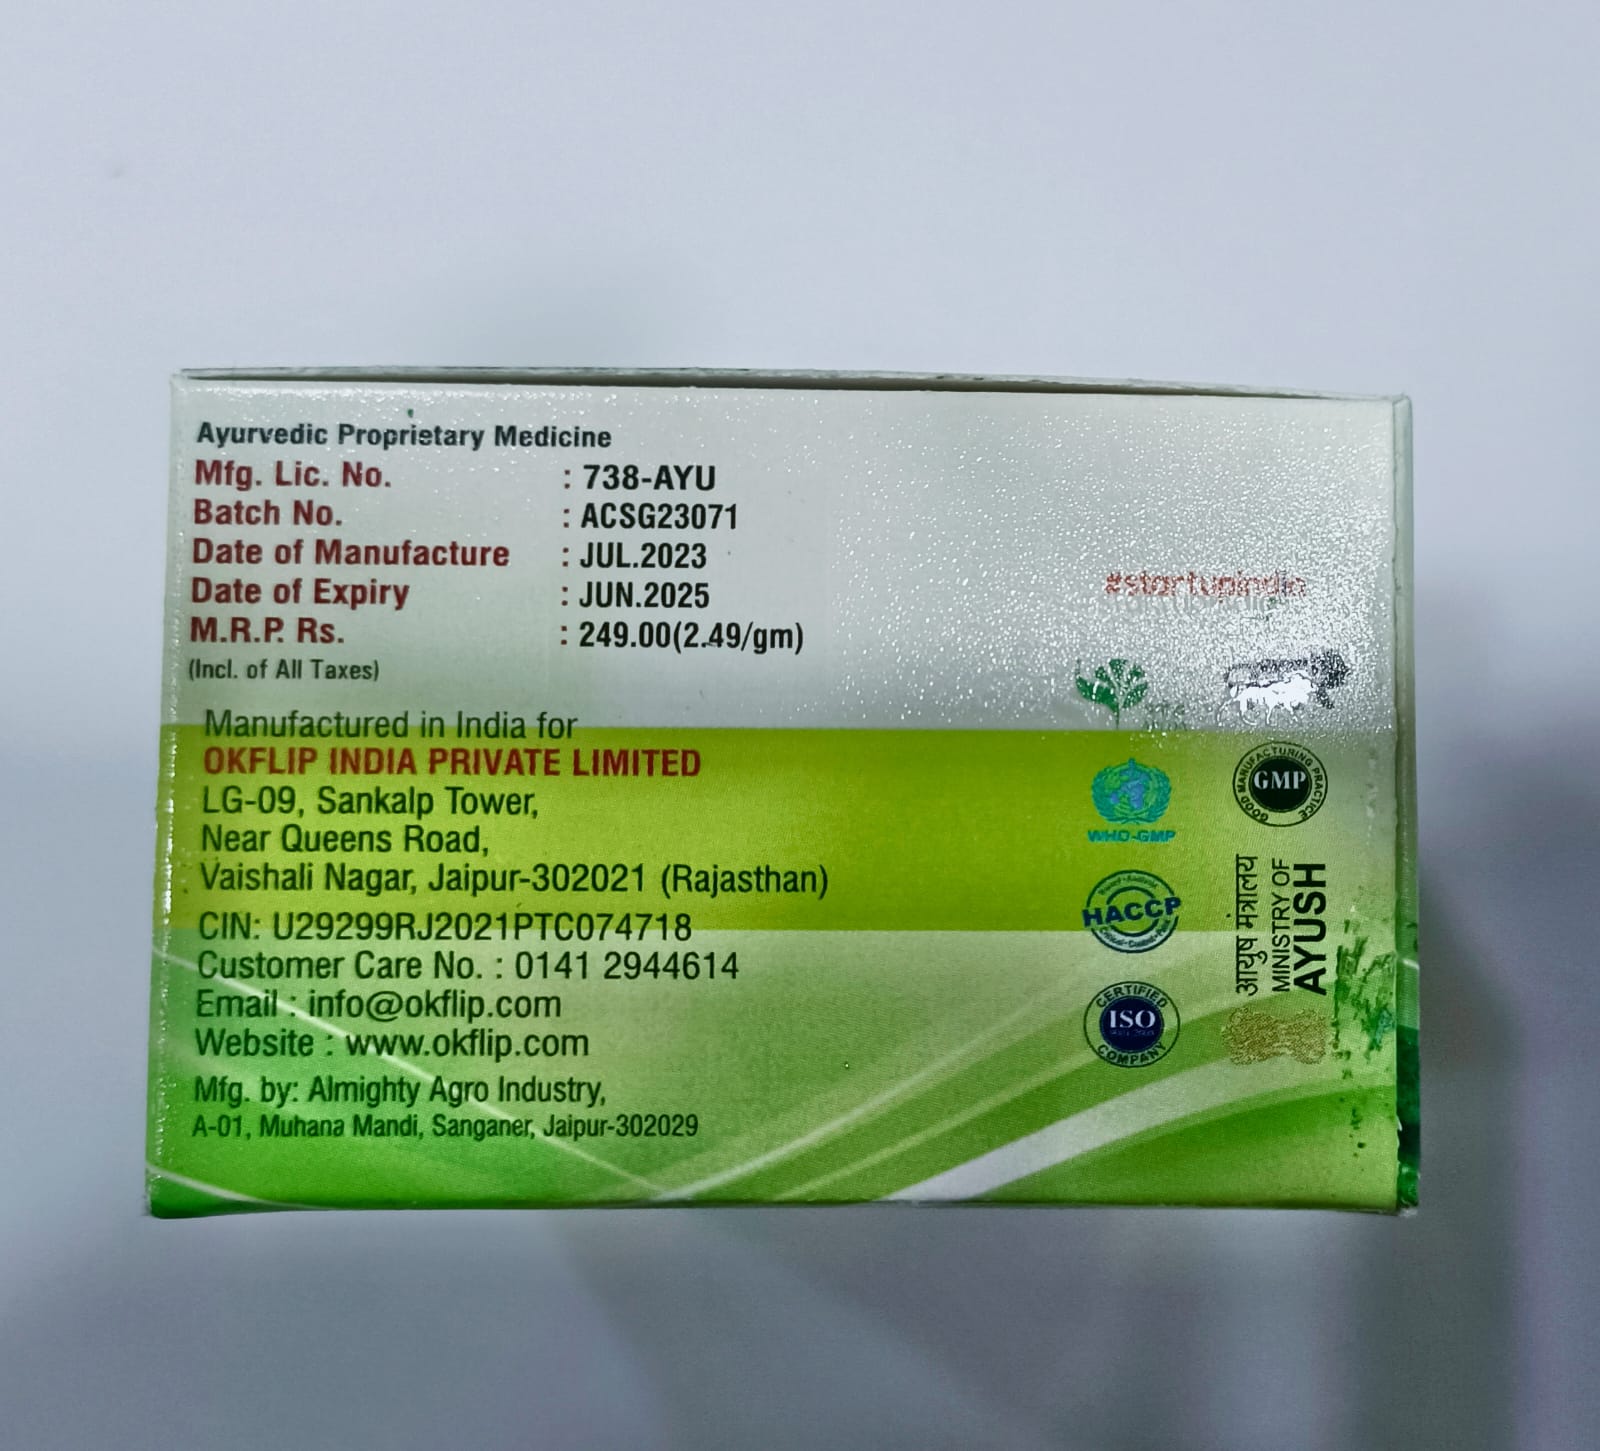 Ayurvedic Proprietary Medicine
Mfg. Lic. No. : 738-AYU
Batch No. : ACSG23071
Date of Manufacture : JUL.2023
Date of Expiry : JUN.2025
M.R.P. Rs. : 249.00(2.49/gm)
(Incl. of All Taxes)
Manufactured in India for
OKFLIP INDIA PRIVATE LIMITED
LG-09, Sankalp Tower,
Near Queens Road,
Vaishali Nagar, Jaipur-302021 (Rajasthan)
CIN: U29299RJ2021PTC074718
Customer Care No. : 0141 2944614
Email : info@okflip.com
Website : www.okflip.com
Mfg. by: Almighty Agro Industry,
A-01, Muhana Mandi, Sanganer, Jaipur-302029
#startupindia
WHO-GMP
GOOD MANUFACTURING PRACTICE
GMP
HACCP
CERTIFIED
ISO
COMPANY
आयुष मंत्रालय
MINISTRY OF
AYUSH